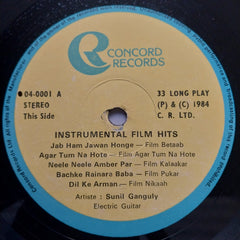 CONCORD
RECORDS
04-0001 A
STEREO
This Side
33 LONG PLAY
(P) & (C) 1984
C. R. LTD.
INSTRUMENTAL FILM HITS
Jab Ham Jawan Honge - Film Betaab
Agar Tum Na Hote - Film Agar Tum Na Hote
Neele Neele Amber Par - Film Kalaakar
Bachke Rainara Baba - Film Pukar
Dil Ke Arman - Film Nikaah
Artiste : Sunil Ganguly
Electric Guitar